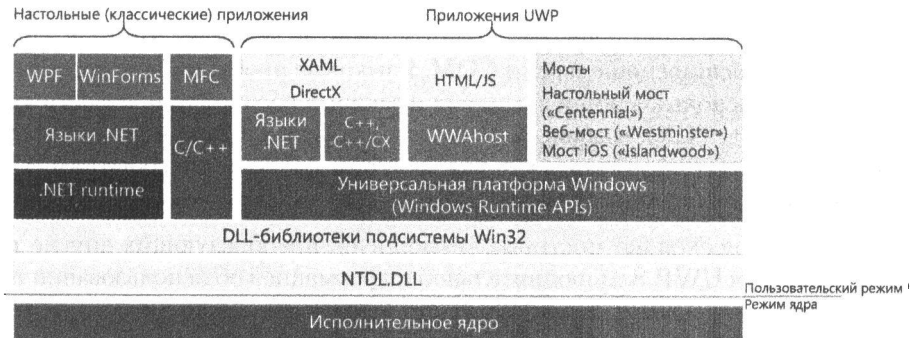 Настольные (классические) приложения
Приложения UWP
WPF
WinForms
MFC
XAML
DirectX
HTML/JS
Мосты
Настольный мост
(«Centennial»)
Веб-мост («Westminster»)
Мост iOS («Islandwood»)
Языки .NET
C/C++
Языки
.NET
C++,
C++/CX
WWAhost
.NET runtime
Универсальная платформа Windows
(Windows Runtime APIs)
DLL-библиотеки подсистемы Win32
NTDLL.DLL
Пользовательский режим
Режим ядра
Исполнительное ядро